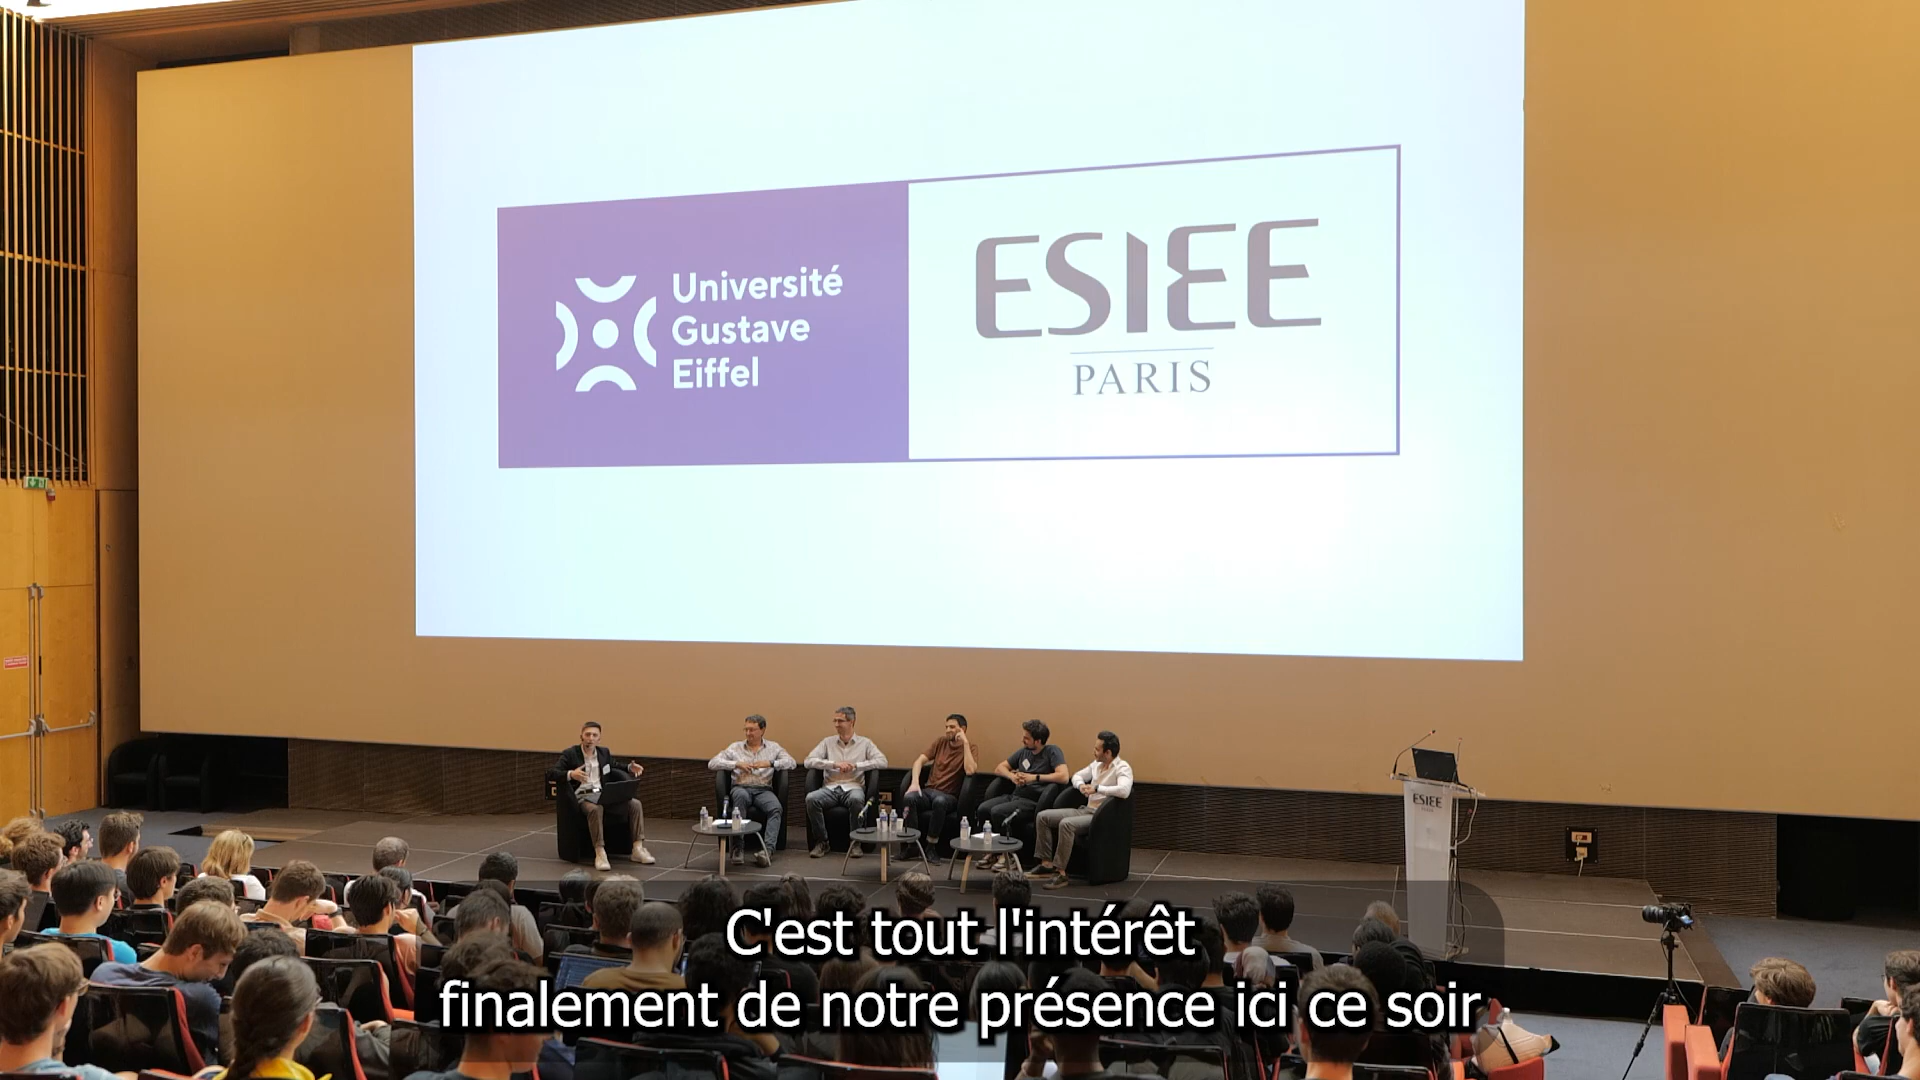 Université
Gustave
Eiffel
ESIEE
PARIS
ESIEE
C'est tout l'intérêt
finalement de notre présence ici ce soir